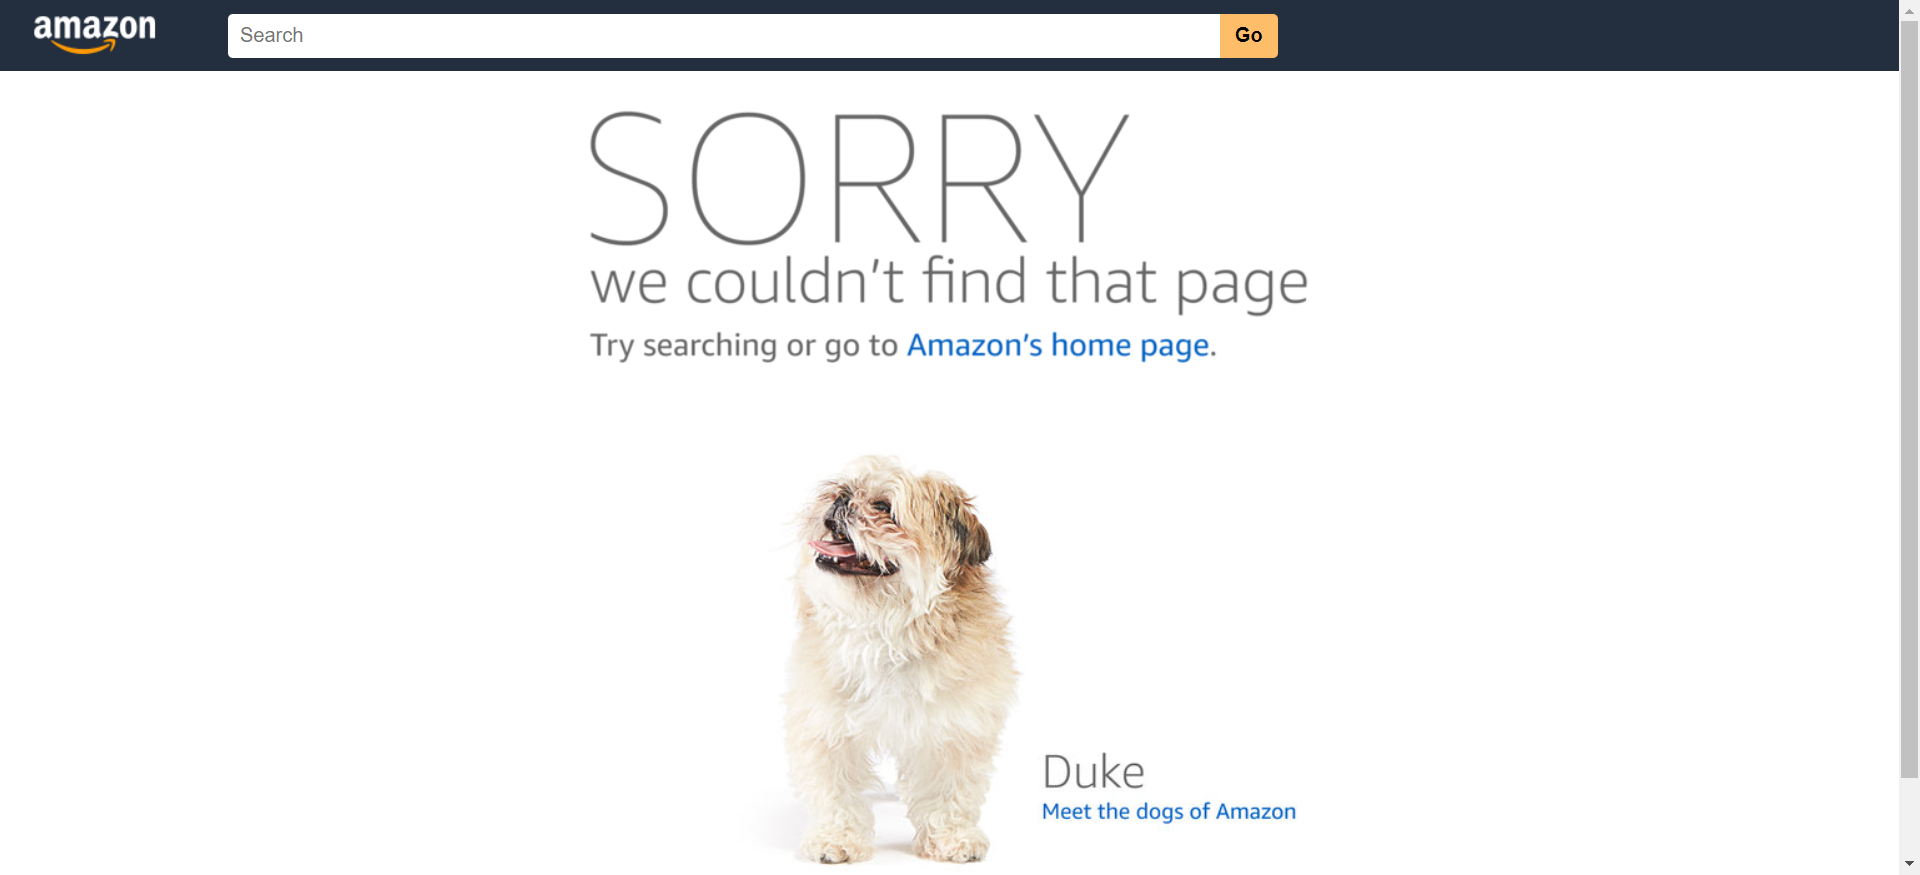 amazon
Search
Go
SORRY
we couldn't find that page
Try searching or go to Amazon's home page.
Duke
Meet the dogs of Amazon